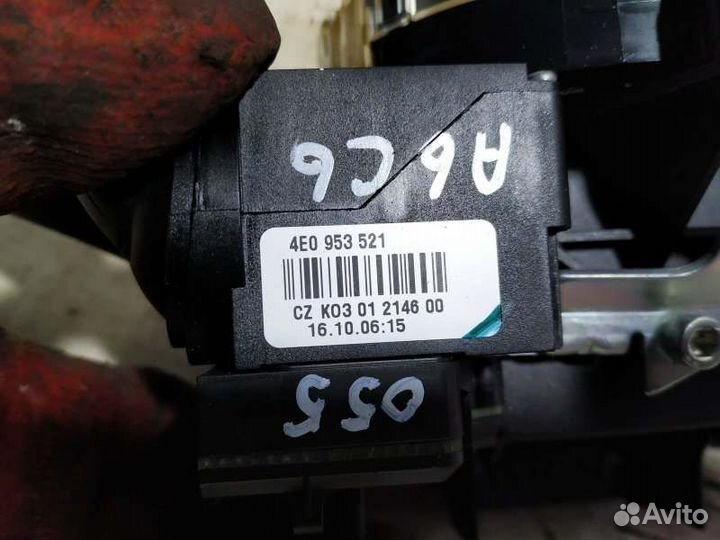 A6C6
4E0 953 521
CZ K03 01 2146 00
16.10.06:15
055
Avito